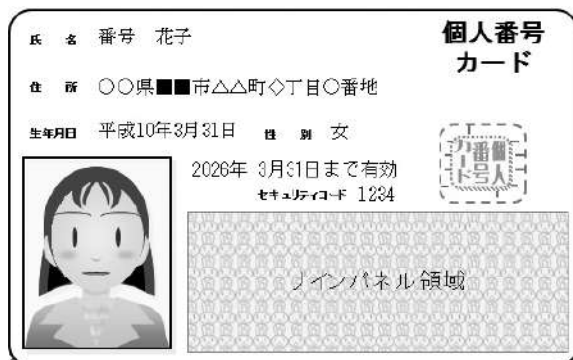 氏 名 番号 花子
個人番号
カード
住 所 ○○県■■市△△町◇丁目○番地
生年月日 平成10年3月31日 性 別 女
2026年 3月31日まで有効
セキュリティコード 1234
個人
番号
カード
サインパネル領域